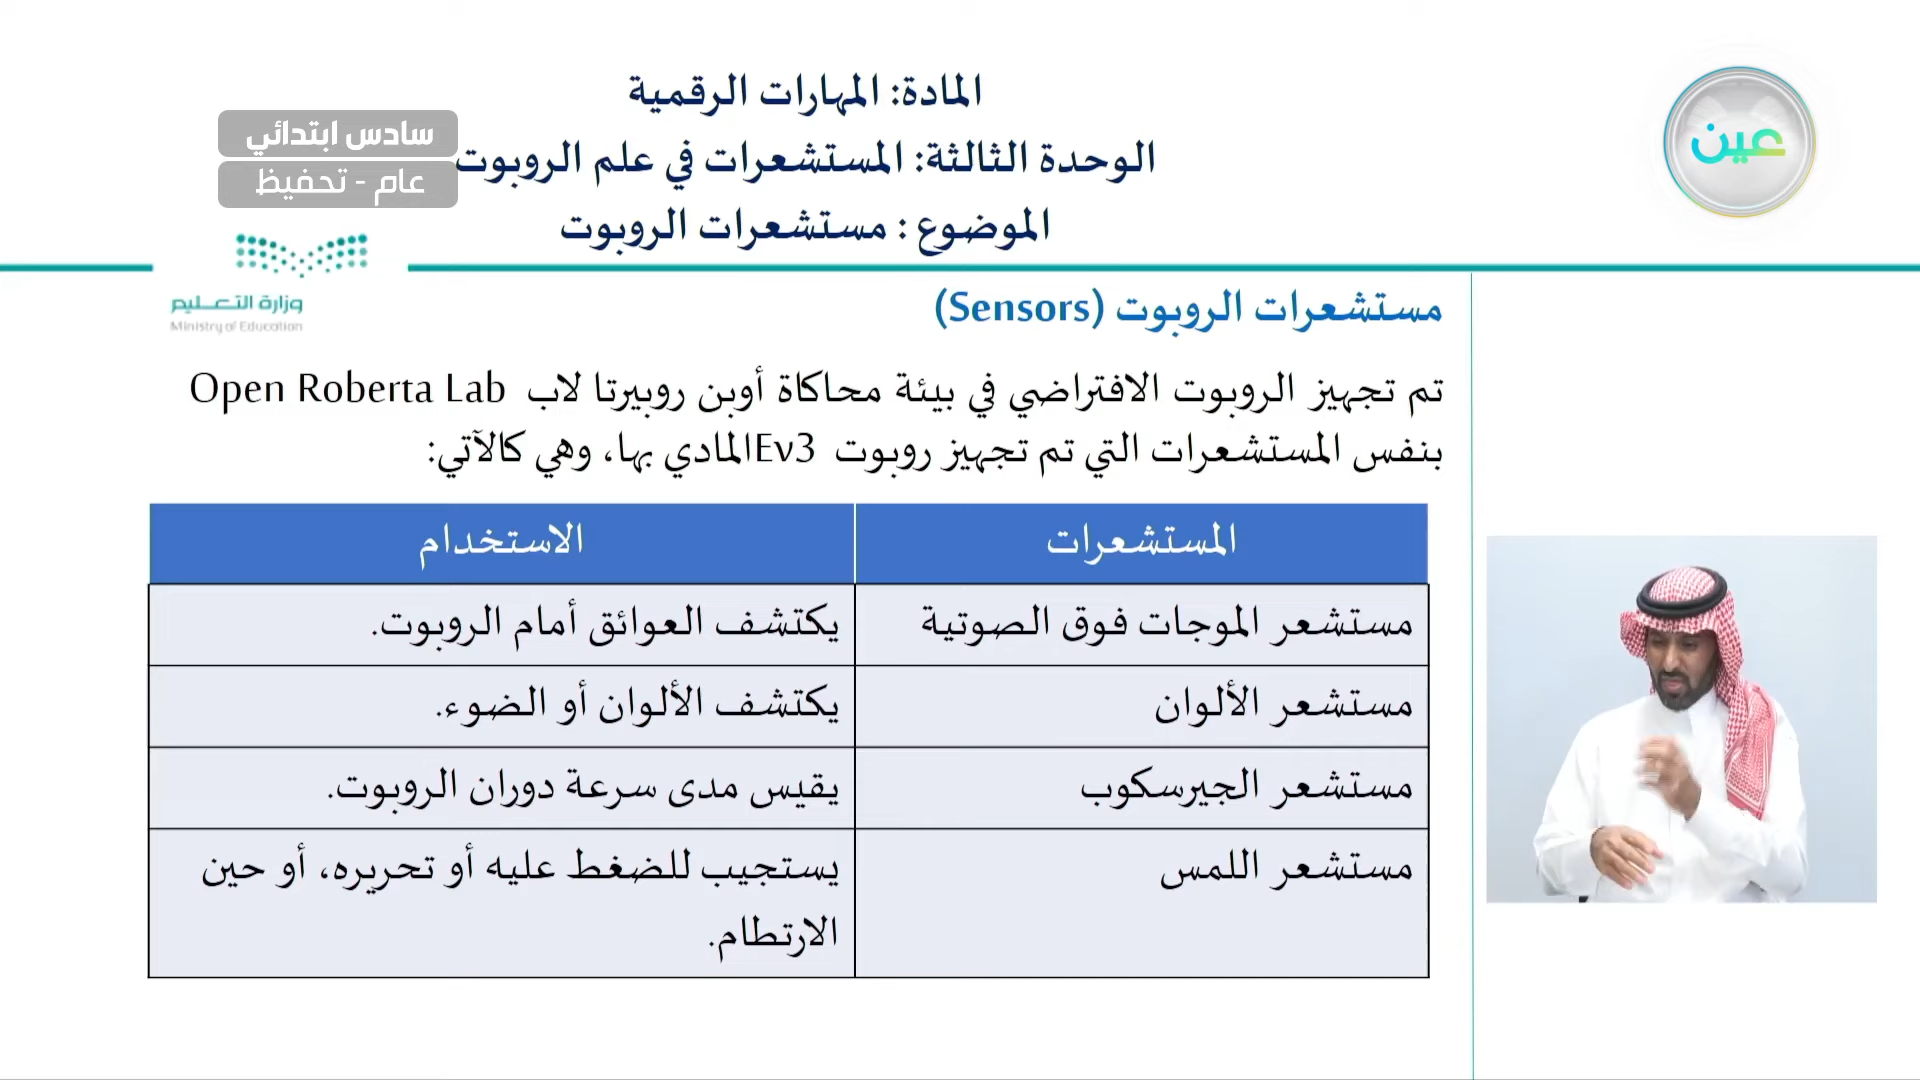 المادة: المهارات الرقمية
الوحدة الثالثة: المستشعرات في علم الروبوت
الموضوع : مستشعرات الروبوت
عين
سادس ابتدائي
عام - تحفيظ
وزارة التعليم
Ministry of Education
مستشعرات الروبوت (Sensors)
تم تجهيز الروبوت الافتراضي في بيئة محاكاة أوبن روبيرتا لاب Open Roberta Lab
بنفس المستشعرات التي تم تجهيز روبوت Ev3المادي بها، وهي كالآتي:
المستشعرات الاستخدام
مستشعر الموجات فوق الصوتية يكتشف العوائق أمام الروبوت.
مستشعر الألوان يكتشف الألوان أو الضوء.
مستشعر الجيرسكوب يقيس مدى سرعة دوران الروبوت.
مستشعر اللمس يستجيب للضغط عليه أو تحريره، أو حين
الارتطام.